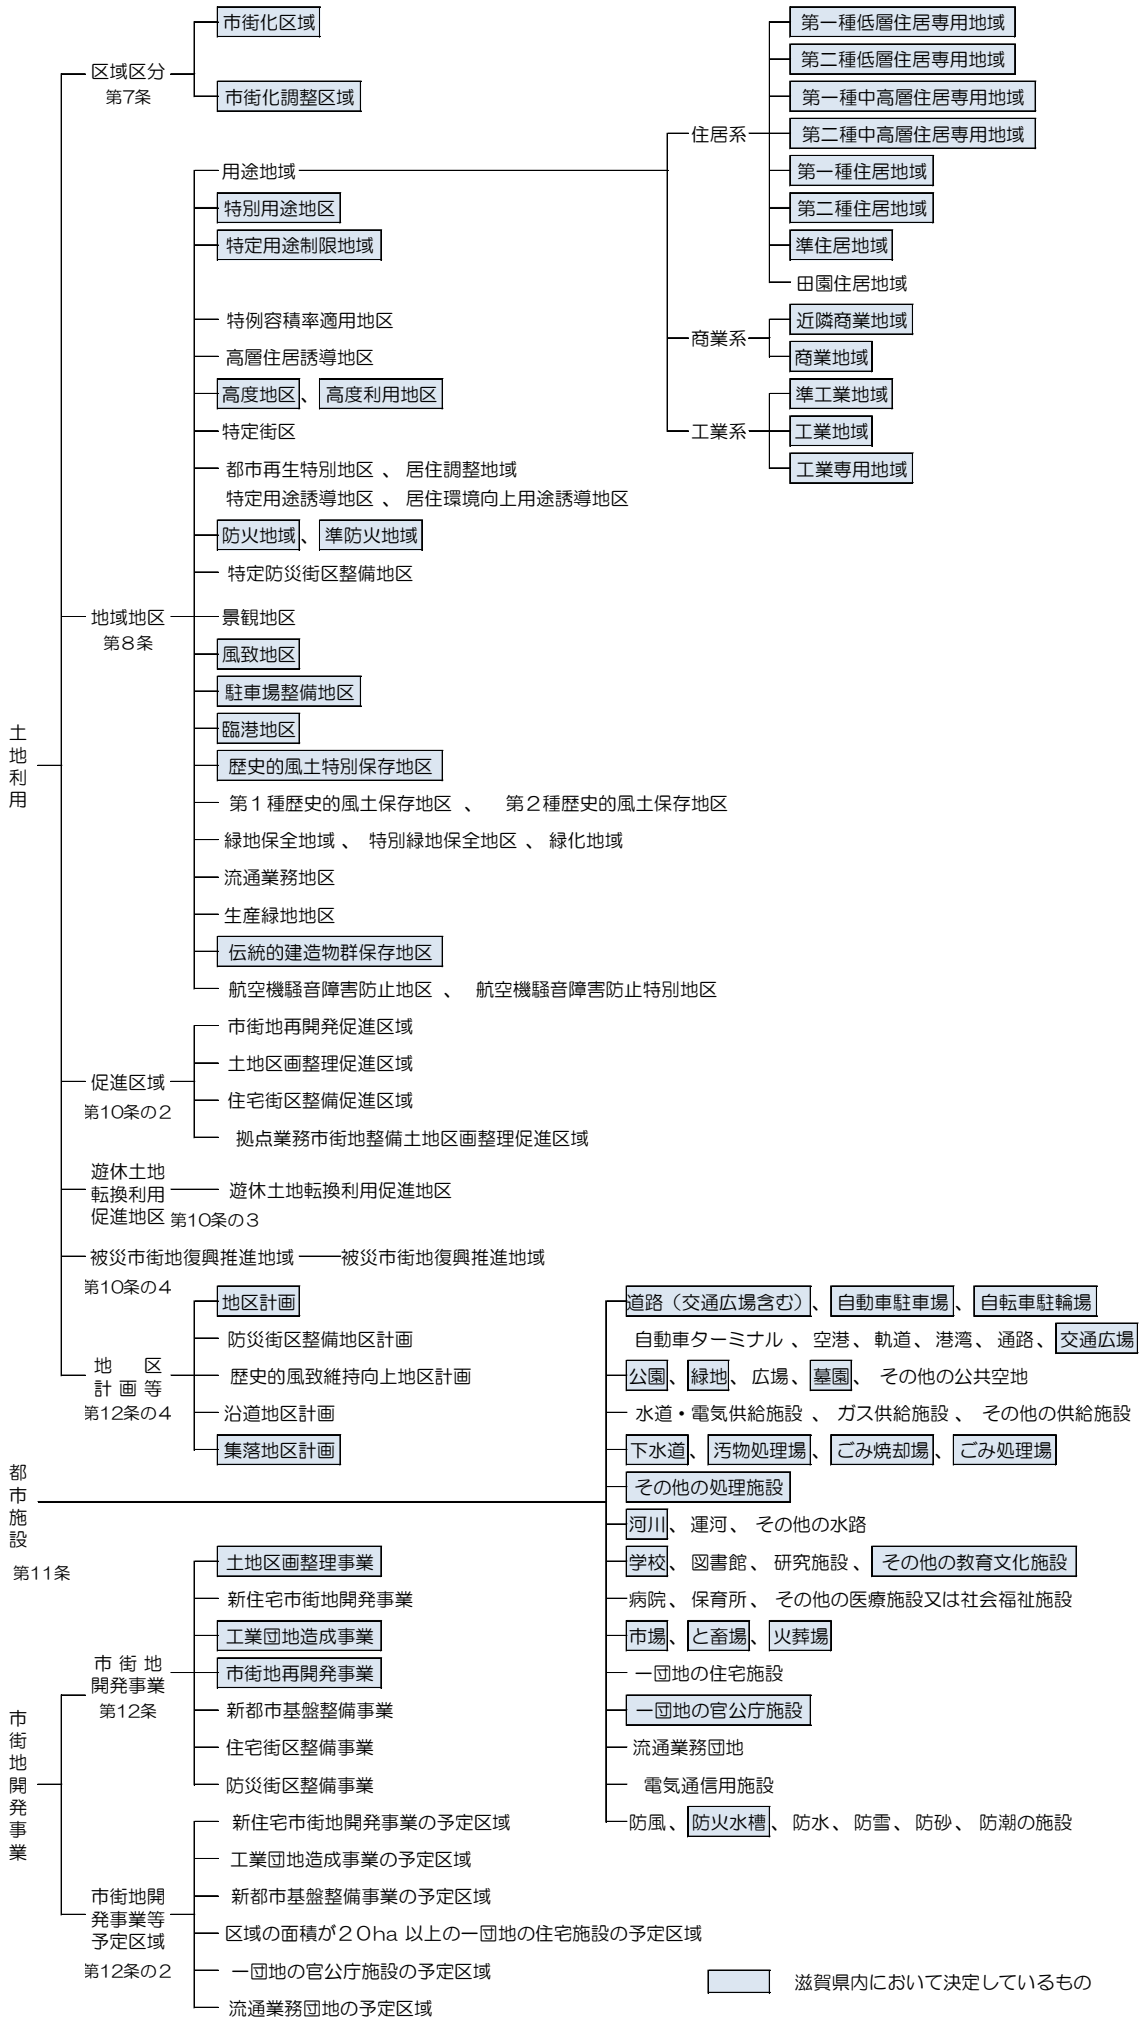 土地利用
区域区分
第7条
市街化区域
市街化調整区域
地域地区
第8条
用途地域
住居系
第一種低層住居専用地域
第二種低層住居専用地域
第一種中高層住居専用地域
第二種中高層住居専用地域
第一種住居地域
第二種住居地域
準住居地域
田園住居地域
商業系
近隣商業地域
商業地域
工業系
準工業地域
工業地域
工業専用地域
特別用途地区
特定用途制限地域
特例容積率適用地区
高層住居誘導地区
高度地区、高度利用地区
特定街区
都市再生特別地区、居住調整地域
特定用途誘導地区、居住環境向上用途誘導地区
防火地域、準防火地域
特定防災街区整備地区
景観地区
風致地区
駐車場整備地区
臨港地区
歴史的風土特別保存地区
第1種歴史的風土保存地区、第2種歴史的風土保存地区
緑地保全地域、特別緑地保全地区、緑化地域
流通業務地区
生産緑地地区
伝統的建造物群保存地区
航空機騒音障害防止地区、航空機騒音障害防止特別地区
促進区域
第10条の2
市街地再開発促進区域
土地区画整理促進区域
住宅街区整備促進区域
拠点業務市街地整備土地区画整理促進区域
遊休土地
転換利用
促進地区 第10条の3
遊休土地転換利用促進地区
被災市街地復興推進地域
第10条の4
被災市街地復興推進地域
地区
計画等
第12条の4
地区計画
防災街区整備地区計画
歴史的風致維持向上地区計画
沿道地区計画
集落地区計画
都市施設
第11条
道路（交通広場含む）、自動車駐車場、自転車駐輪場
自動車ターミナル、空港、軌道、港湾、通路、交通広場
公園、緑地、広場、墓園、その他の公共空地
水道・電気供給施設、ガス供給施設、その他の供給施設
下水道、汚物処理場、ごみ焼却場、ごみ処理場
その他の処理施設
河川、運河、その他の水路
学校、図書館、研究施設、その他の教育文化施設
病院、保育所、その他の医療施設又は社会福祉施設
市場、と畜場、火葬場
一団地の住宅施設
一団地の官公庁施設
流通業務団地
電気通信用施設
防風、防火水槽、防水、防雪、防砂、防潮の施設
市街地開発事業
市街地
開発事業
第12条
土地区画整理事業
新住宅市街地開発事業
工業団地造成事業
市街地再開発事業
新都市基盤整備事業
住宅街区整備事業
防災街区整備事業
市街地開
発事業等
予定区域
第12条の2
新住宅市街地開発事業の予定区域
工業団地造成事業の予定区域
新都市基盤整備事業の予定区域
区域の面積が20ha 以上の一団地の住宅施設の予定区域
一団地の官公庁施設の予定区域
流通業務団地の予定区域
滋賀県内において決定しているもの